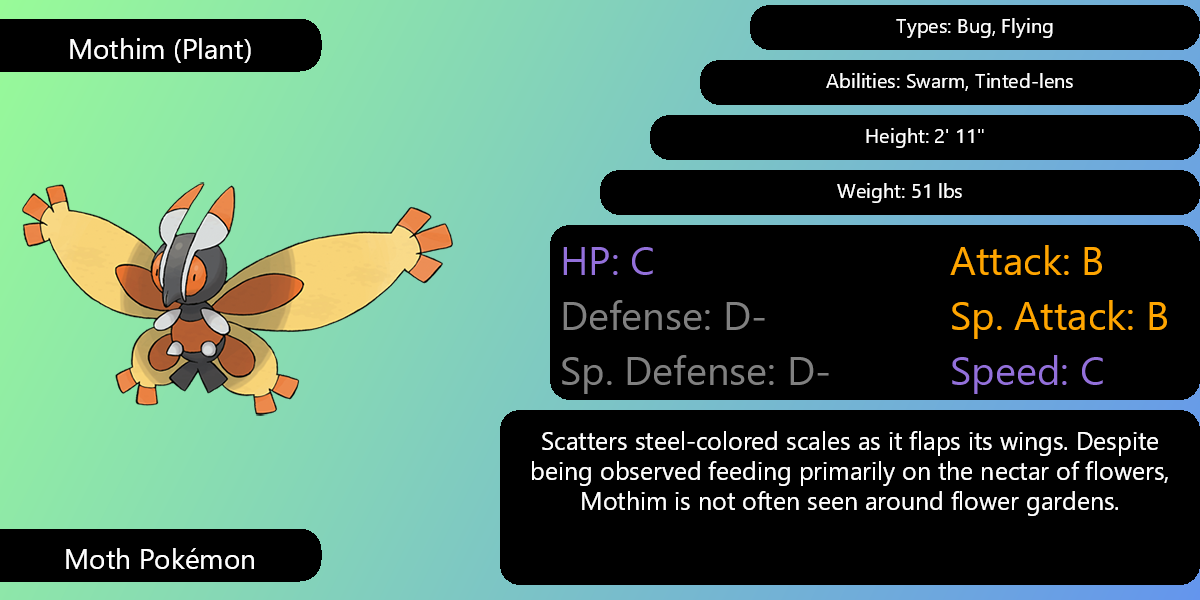 Mothim (Plant)
Types: Bug, Flying
Abilities: Swarm, Tinted-lens
Height: 2' 11"
Weight: 51 lbs
HP: C
Attack: B
Defense: D-
Sp. Attack: B
Sp. Defense: D-
Speed: C
Scatters steel-colored scales as it flaps its wings. Despite
being observed feeding primarily on the nectar of flowers,
Mothim is not often seen around flower gardens.
Moth Pokémon